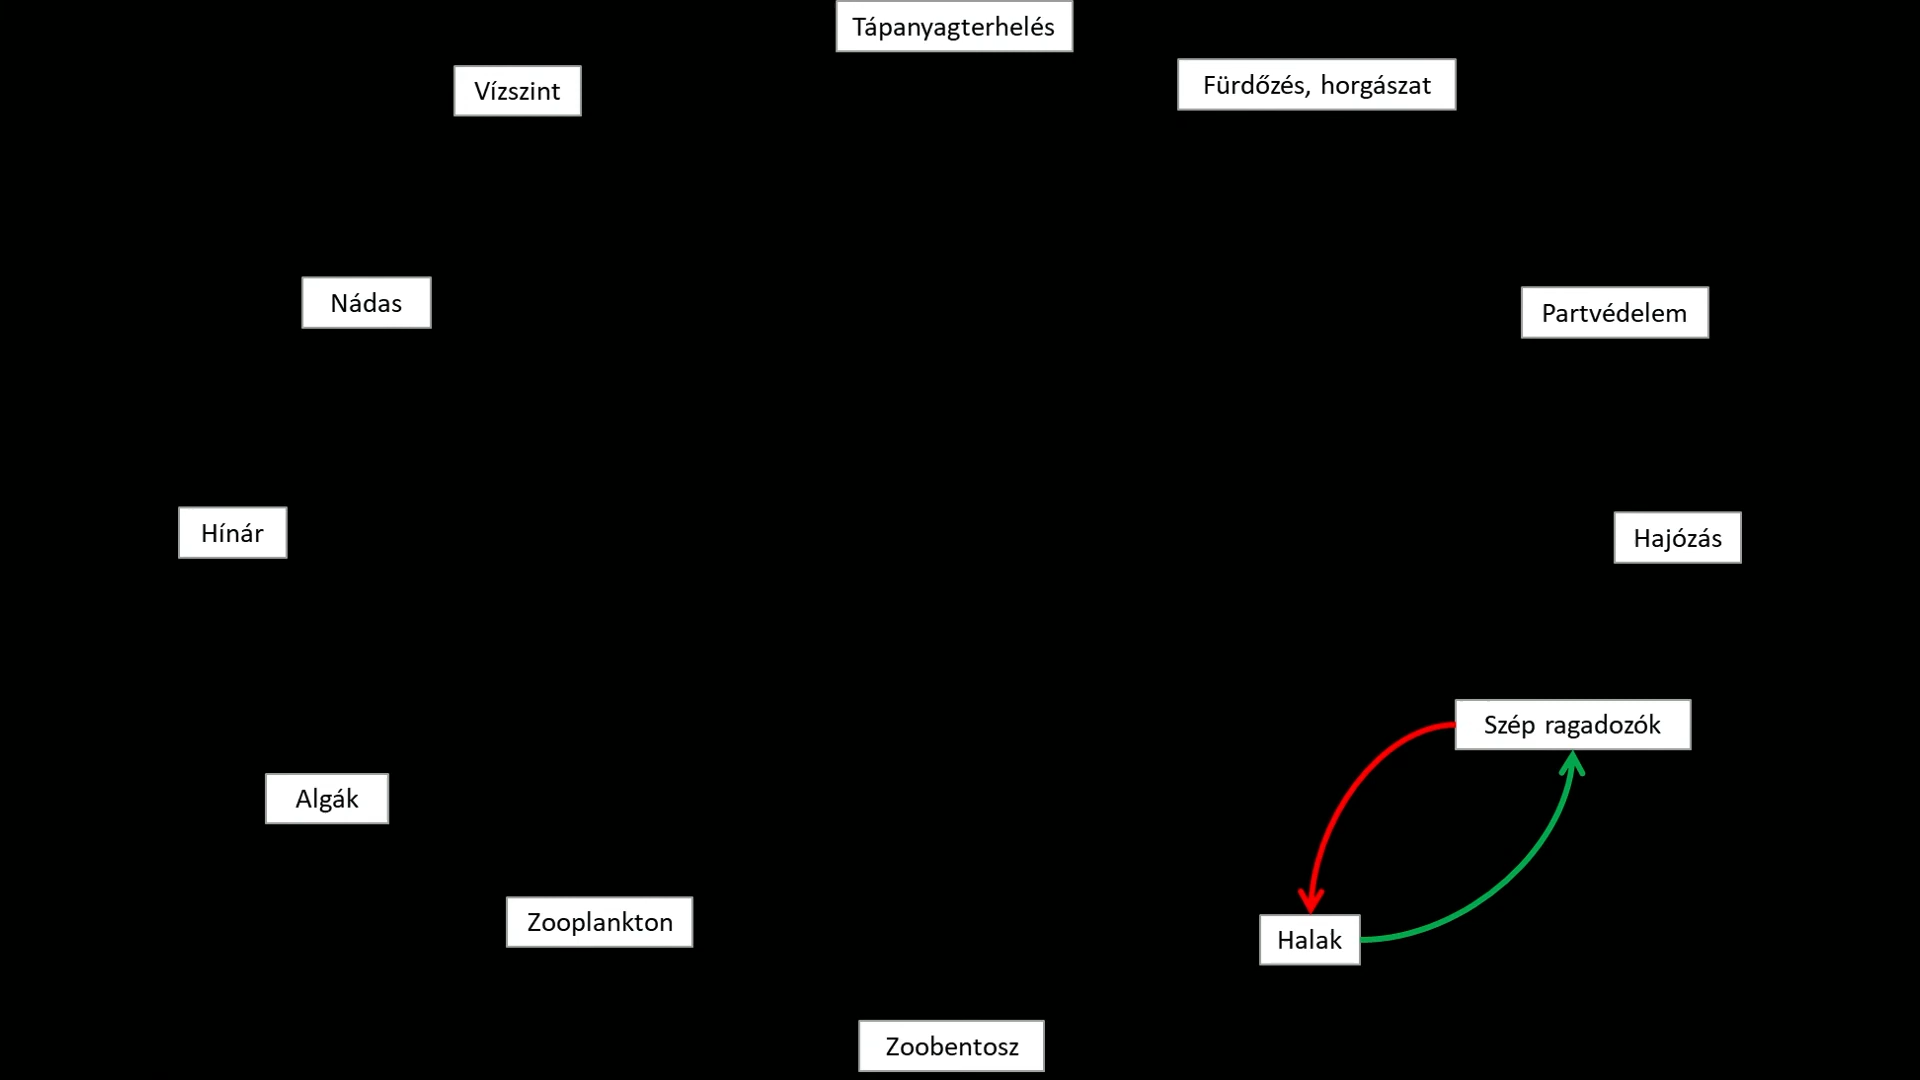 Tápanyagterhelés
Vízszint
Fürdőzés, horgászat
Nádas
Partvédelem
Hínár
Hajózás
Szép ragadozók
Algák
Zooplankton
Halak
Zoobentosz